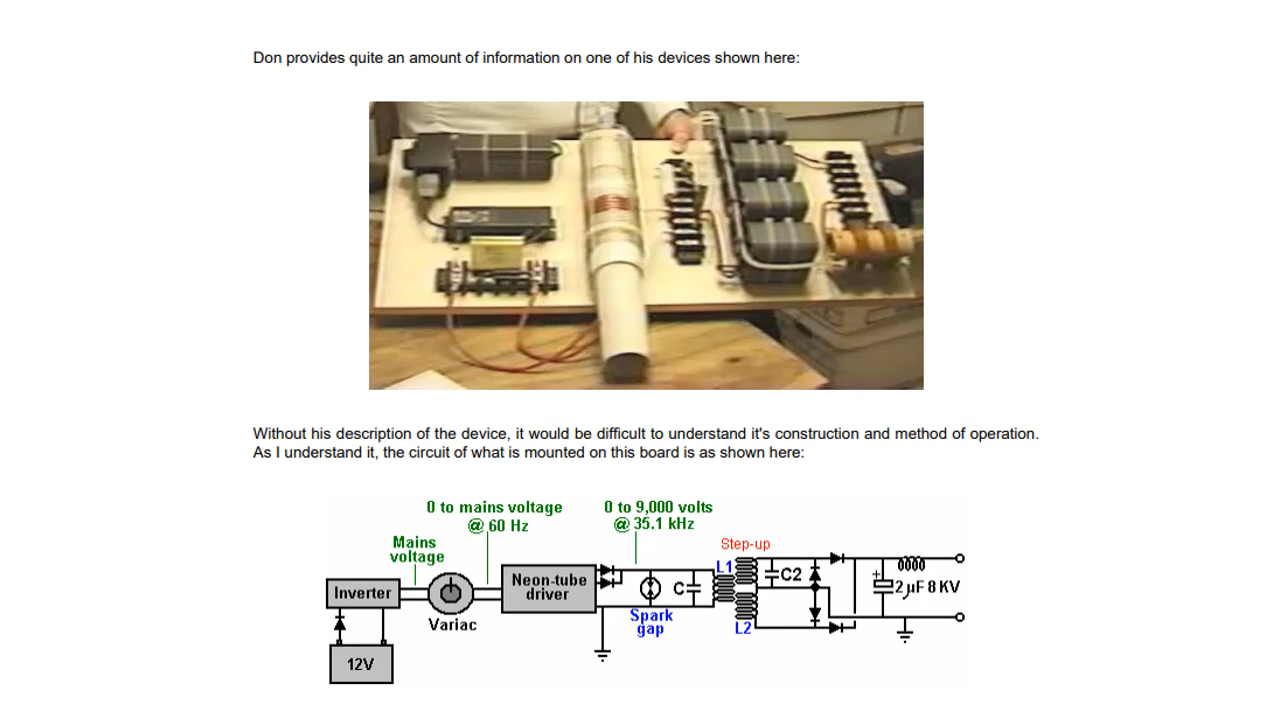 Don provides quite an amount of information on one of his devices shown here:
Without his description of the device, it would be difficult to understand it's construction and method of operation.
As I understand it, the circuit of what is mounted on this board is as shown here:
0 to mains voltage
@ 60 Hz
0 to 9,000 volts
@ 35.1 kHz
Mains
voltage
Step-up
Inverter
Variac
Neon-tube
driver
Spark
gap
C
L1
L2
C2
+
2 µF 8 KV
12V